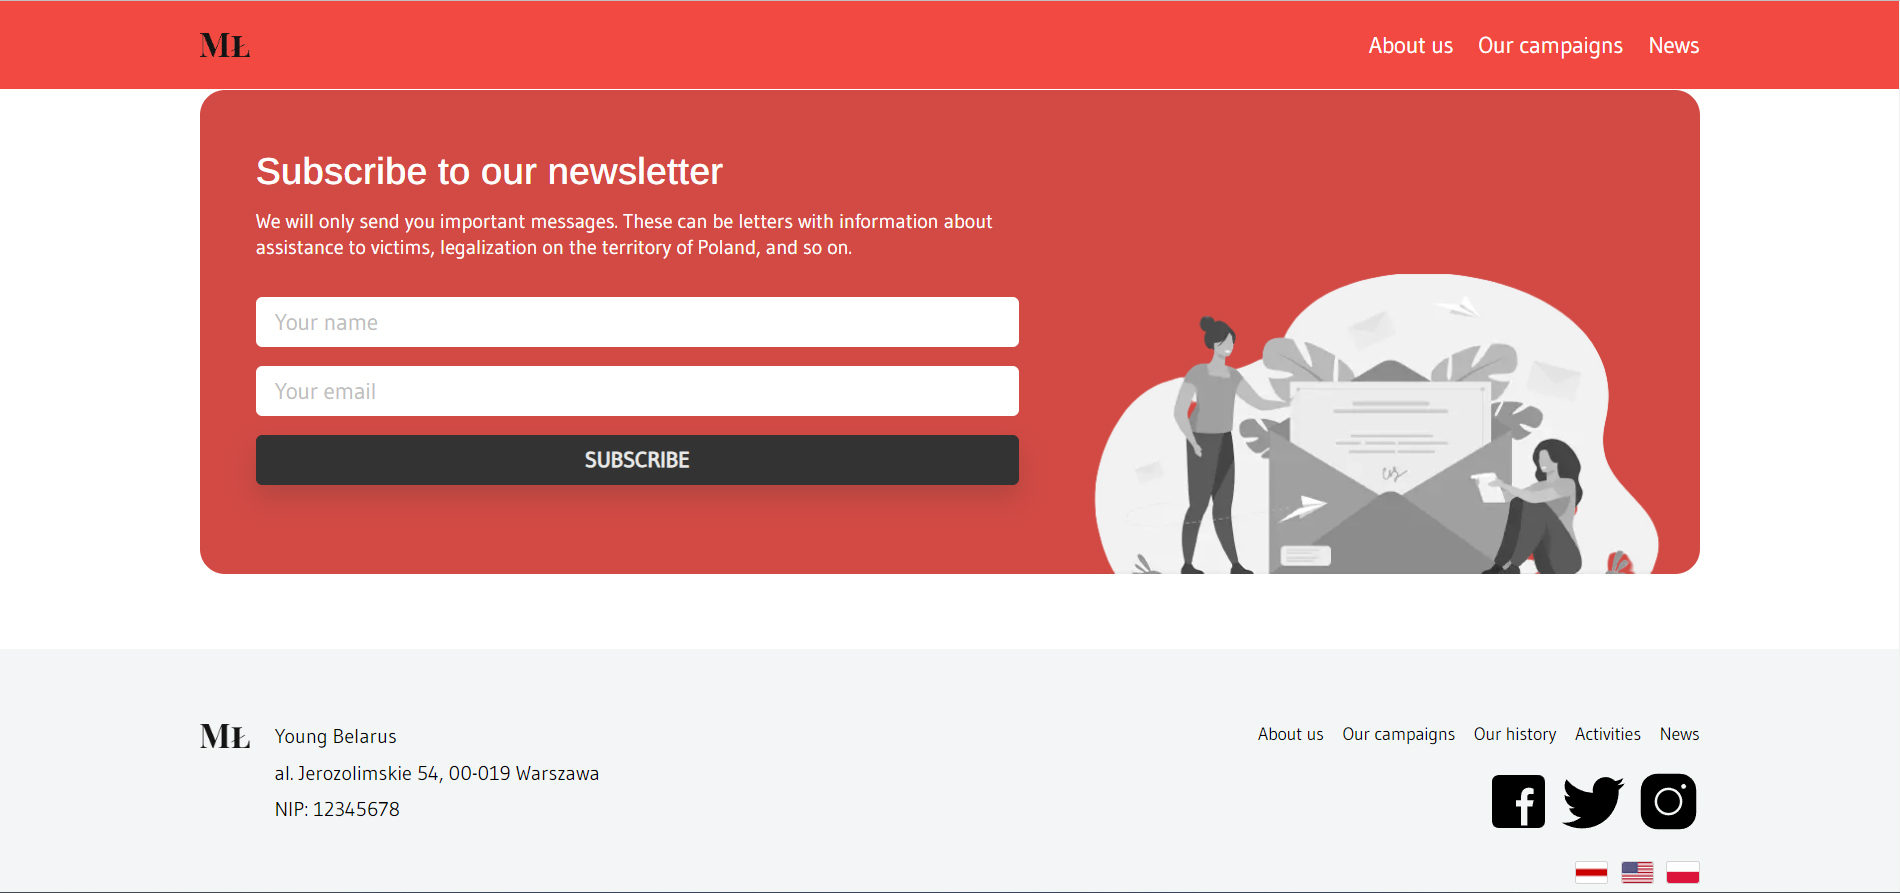 MŁ
About us Our campaigns News
Subscribe to our newsletter
We will only send you important messages. These can be letters with information about
assistance to victims, legalization on the territory of Poland, and so on.
Your name
Your email
SUBSCRIBE
MŁ
Young Belarus
al. Jerozolimskie 54, 00-019 Warszawa
NIP: 12345678
About us Our campaigns Our history Activities News